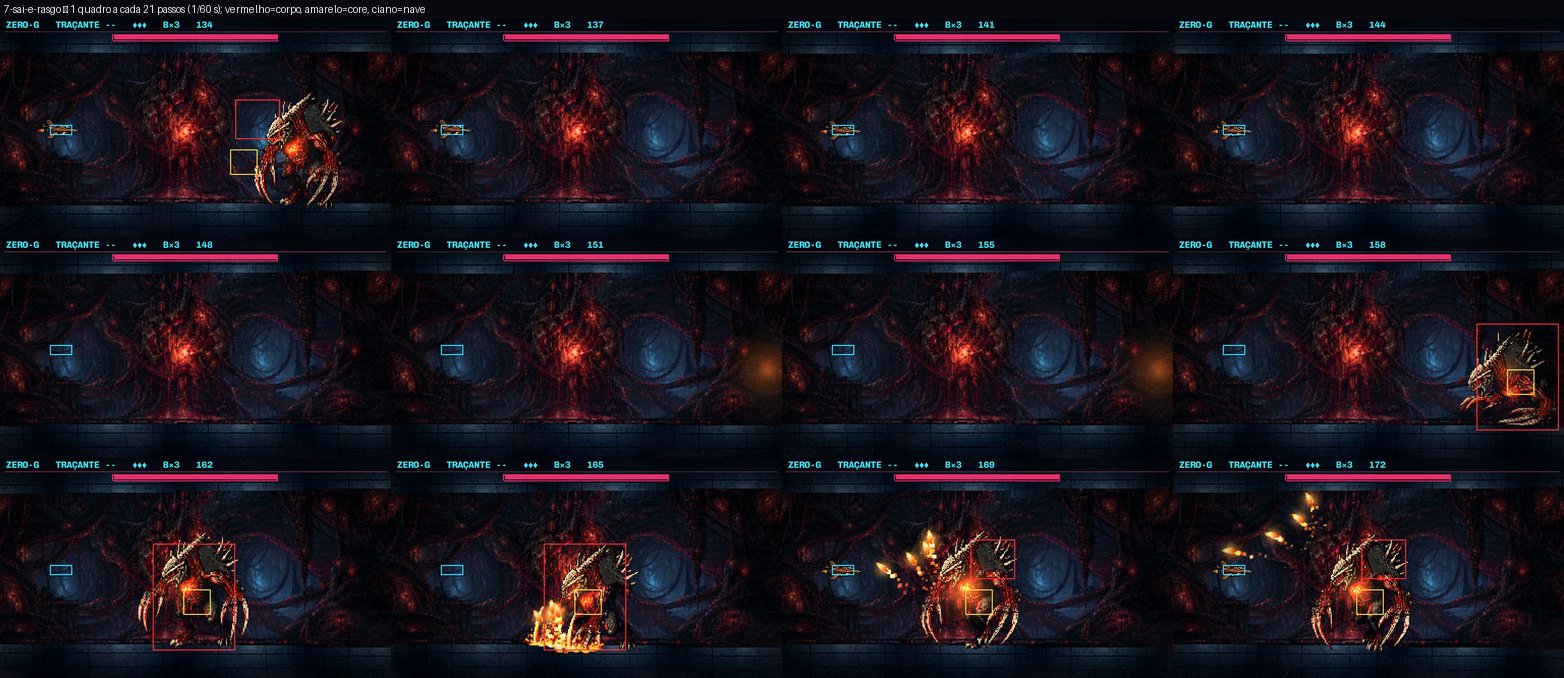 7-sai-e-rasgo▯ 1 quadro a cada 21 passos (1/60 s); vermelho=corpo, amarelo=core, ciano=nave
ZERO-G TRAÇANTE -- ♦♦♦ B×3 134
ZERO-G TRAÇANTE -- ♦♦♦ B×3 137
ZERO-G TRAÇANTE -- ♦♦♦ B×3 141
ZERO-G TRAÇANTE -- ♦♦♦ B×3 144
ZERO-G TRAÇANTE -- ♦♦♦ B×3 148
ZERO-G TRAÇANTE -- ♦♦♦ B×3 151
ZERO-G TRAÇANTE -- ♦♦♦ B×3 155
ZERO-G TRAÇANTE -- ♦♦♦ B×3 158
ZERO-G TRAÇANTE -- ♦♦♦ B×3 162
ZERO-G TRAÇANTE -- ♦♦♦ B×3 165
ZERO-G TRAÇANTE -- ♦♦♦ B×3 169
ZERO-G TRAÇANTE -- ♦♦♦ B×3 172